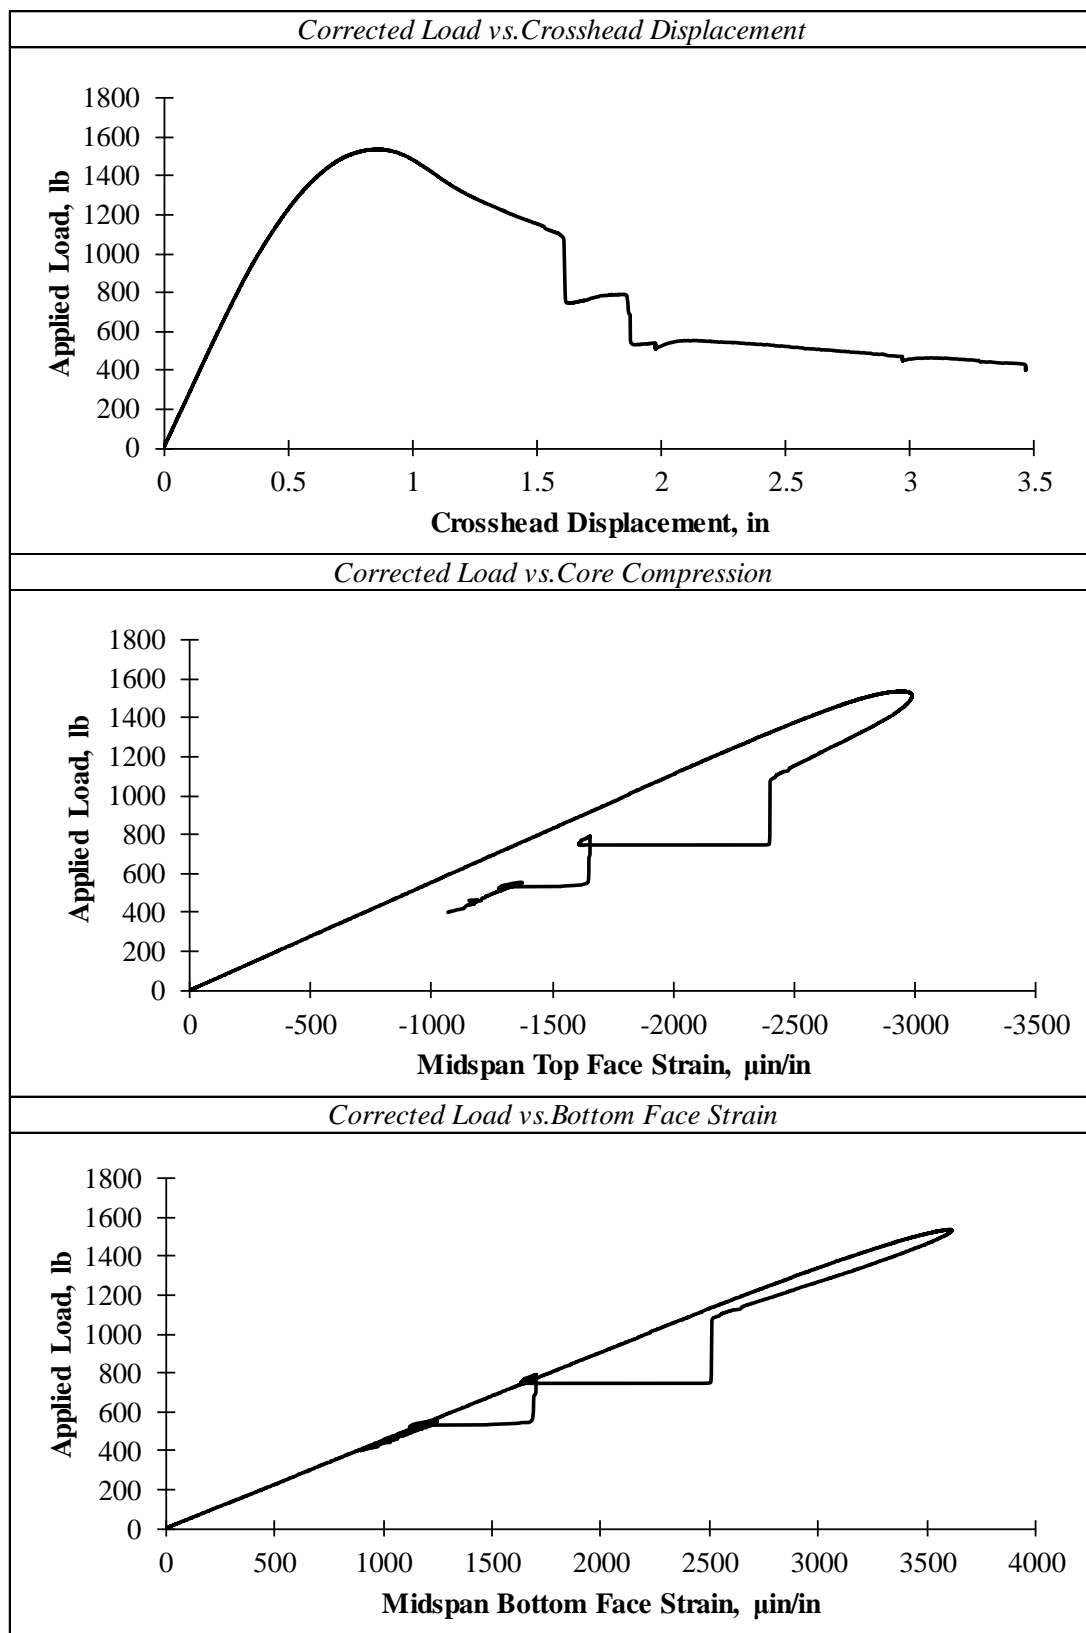 Corrected Load vs.Crosshead Displacement
1800
1600
1400
1200
1000
800
600
400
200
0
Applied Load, lb
0 0.5 1 1.5 2 2.5 3 3.5
Crosshead Displacement, in
Corrected Load vs.Core Compression
1800
1600
1400
1200
1000
800
600
400
200
0
Applied Load, lb
0 -500 -1000 -1500 -2000 -2500 -3000 -3500
Midspan Top Face Strain, µin/in
Corrected Load vs.Bottom Face Strain
1800
1600
1400
1200
1000
800
600
400
200
0
Applied Load, lb
0 500 1000 1500 2000 2500 3000 3500 4000
Midspan Bottom Face Strain, µin/in